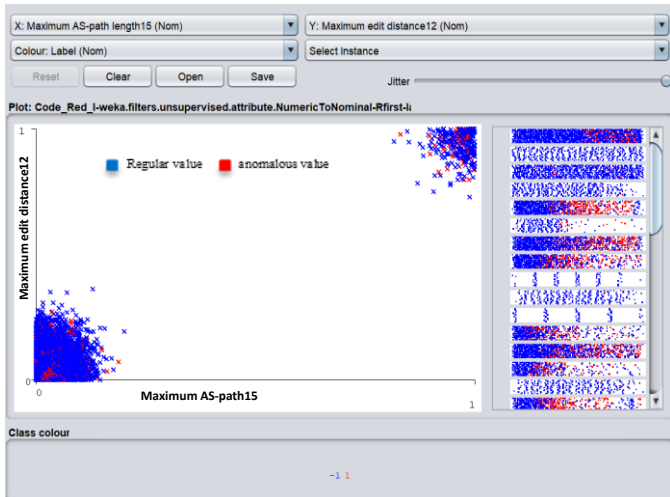 X: Maximum AS-path length15 (Nom)
Y: Maximum edit distance12 (Nom)
Colour: Label (Nom)
Select Instance
Reset
Clear
Open
Save
Jitter
Plot: Code_Red_I-weka.filters.unsupervised.attribute.NumericToNominal-Rfirst-l
1
Regular value
anomalous value
Maximum edit distance12
0
0
Maximum AS-path15
1
Class colour
-1 1